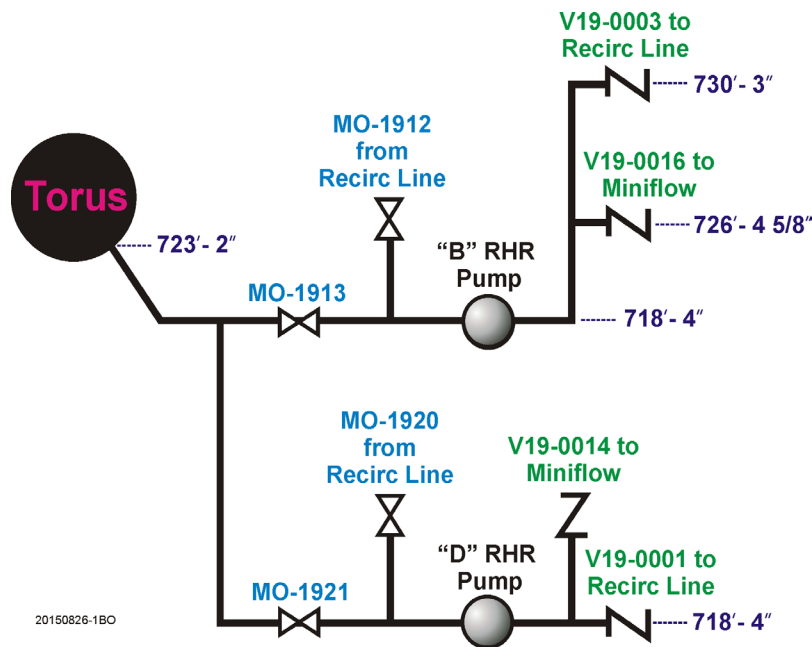 V19-0003 to
Recirc Line
730′- 3″
MO-1912
from
Recirc Line
V19-0016 to
Miniflow
726′- 4 5/8″
Torus
723′- 2″
“B” RHR
Pump
MO-1913
718′- 4″
MO-1920
from
Recirc Line
V19-0014 to
Miniflow
“D” RHR
Pump
V19-0001 to
Recirc Line
MO-1921
718′- 4″
20150826-1BO